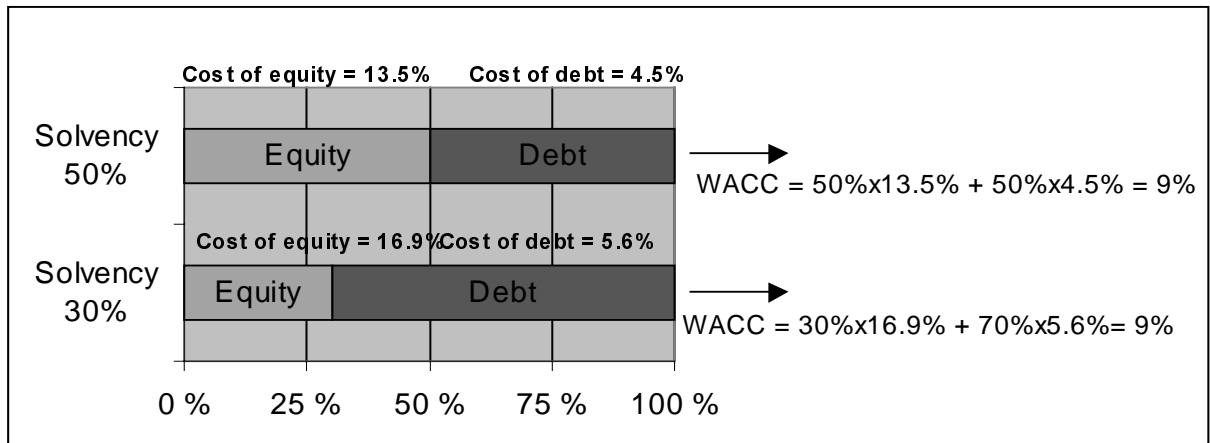 Cost of equity = 13.5% Cost of debt = 4.5%
Solvency
50%
Equity Debt
WACC = 50%x13.5% + 50%x4.5% = 9%
Cost of equity = 16.9% Cost of debt = 5.6%
Solvency
30%
Equity Debt
WACC = 30%x16.9% + 70%x5.6%= 9%
0 % 25 % 50 % 75 % 100 %